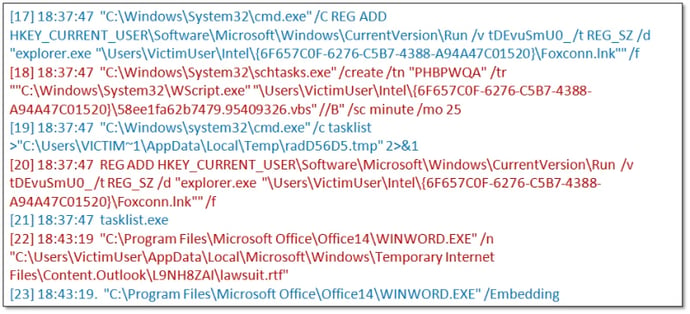 [17] 18:37:47  "C:\Windows\System32\cmd.exe" /C REG ADD
HKEY_CURRENT_USER\Software\Microsoft\Windows\CurrentVersion\Run /v tDEvuSmU0_ /t REG_SZ /d
"explorer.exe "\Users\VictimUser\Intel\{6F657C0F-6276-C5B7-4388-A94A47C01520}\Foxconn.lnk"" /f
[18] 18:37:47  "C:\Windows\System32\schtasks.exe" /create /tn "PHBPWQA" /tr
""C:\Windows\System32\WScript.exe" "\Users\VictimUser\Intel\{6F657C0F-6276-C5B7-4388-
A94A47C01520}\58ee1fa62b7479.95409326.vbs" //B" /sc minute /mo 25
[19] 18:37:47  "C:\windows\system32\cmd.exe" /c tasklist
>"C:\Users\VICTIM~1\AppData\Local\Temp\radD56D5.tmp" 2>&1
[20] 18:37:47  REG ADD HKEY_CURRENT_USER\Software\Microsoft\Windows\CurrentVersion\Run /v
tDEvuSmU0_ /t REG_SZ /d "explorer.exe "\Users\VictimUser\Intel\{6F657C0F-6276-C5B7-4388-
A94A47C01520}\Foxconn.lnk"" /f
[21] 18:37:47  tasklist.exe
[22] 18:43:19  "C:\Program Files\Microsoft Office\Office14\WINWORD.EXE" /n
"C:\Users\VictimUser\AppData\Local\Microsoft\Windows\Temporary Internet
Files\Content.Outlook\L9NH8ZAI\lawsuit.rtf"
[23] 18:43:19.  "C:\Program Files\Microsoft Office\Office14\WINWORD.EXE" /Embedding